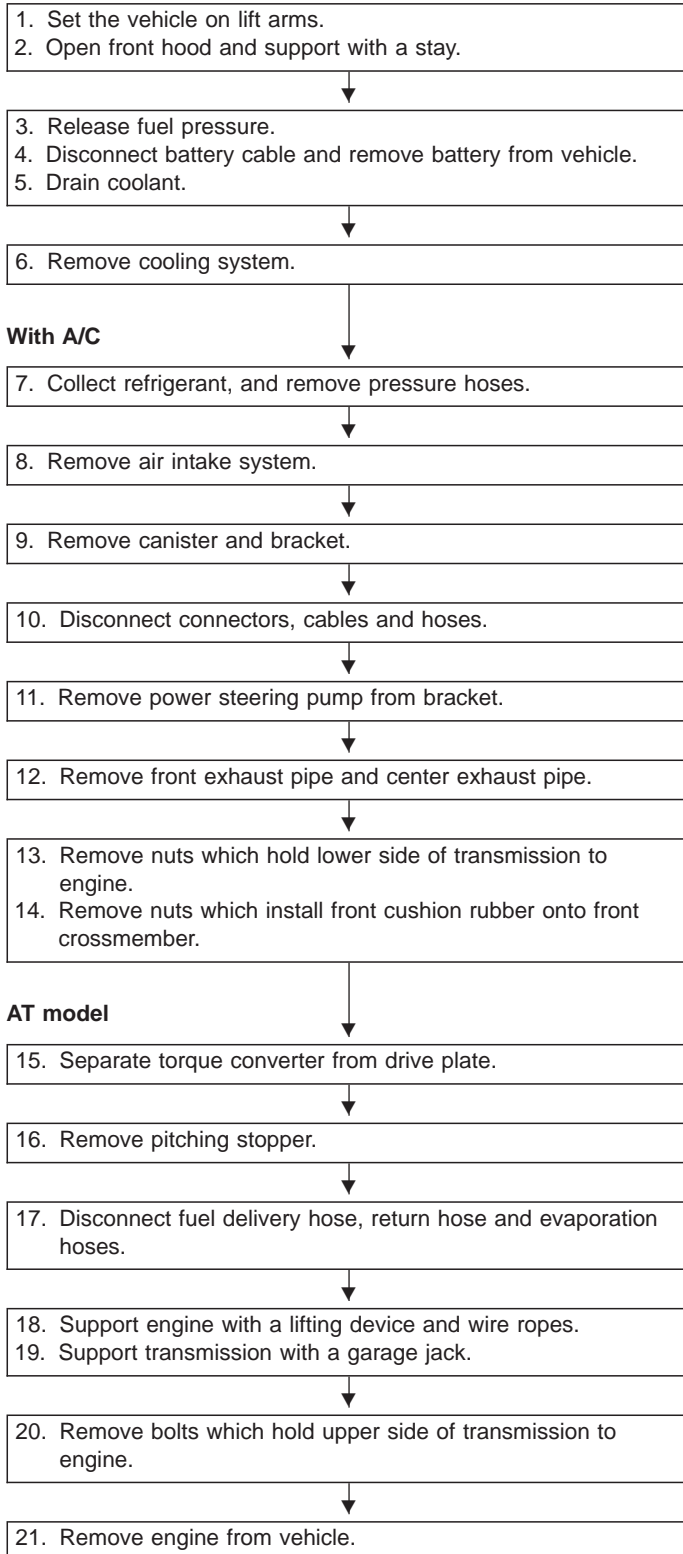 1. Set the vehicle on lift arms.
2. Open front hood and support with a stay.
3. Release fuel pressure.
4. Disconnect battery cable and remove battery from vehicle.
5. Drain coolant.
6. Remove cooling system.
With A/C
7. Collect refrigerant, and remove pressure hoses.
8. Remove air intake system.
9. Remove canister and bracket.
10. Disconnect connectors, cables and hoses.
11. Remove power steering pump from bracket.
12. Remove front exhaust pipe and center exhaust pipe.
13. Remove nuts which hold lower side of transmission to
engine.
14. Remove nuts which install front cushion rubber onto front
crossmember.
AT model
15. Separate torque converter from drive plate.
16. Remove pitching stopper.
17. Disconnect fuel delivery hose, return hose and evaporation
hoses.
18. Support engine with a lifting device and wire ropes.
19. Support transmission with a garage jack.
20. Remove bolts which hold upper side of transmission to
engine.
21. Remove engine from vehicle.